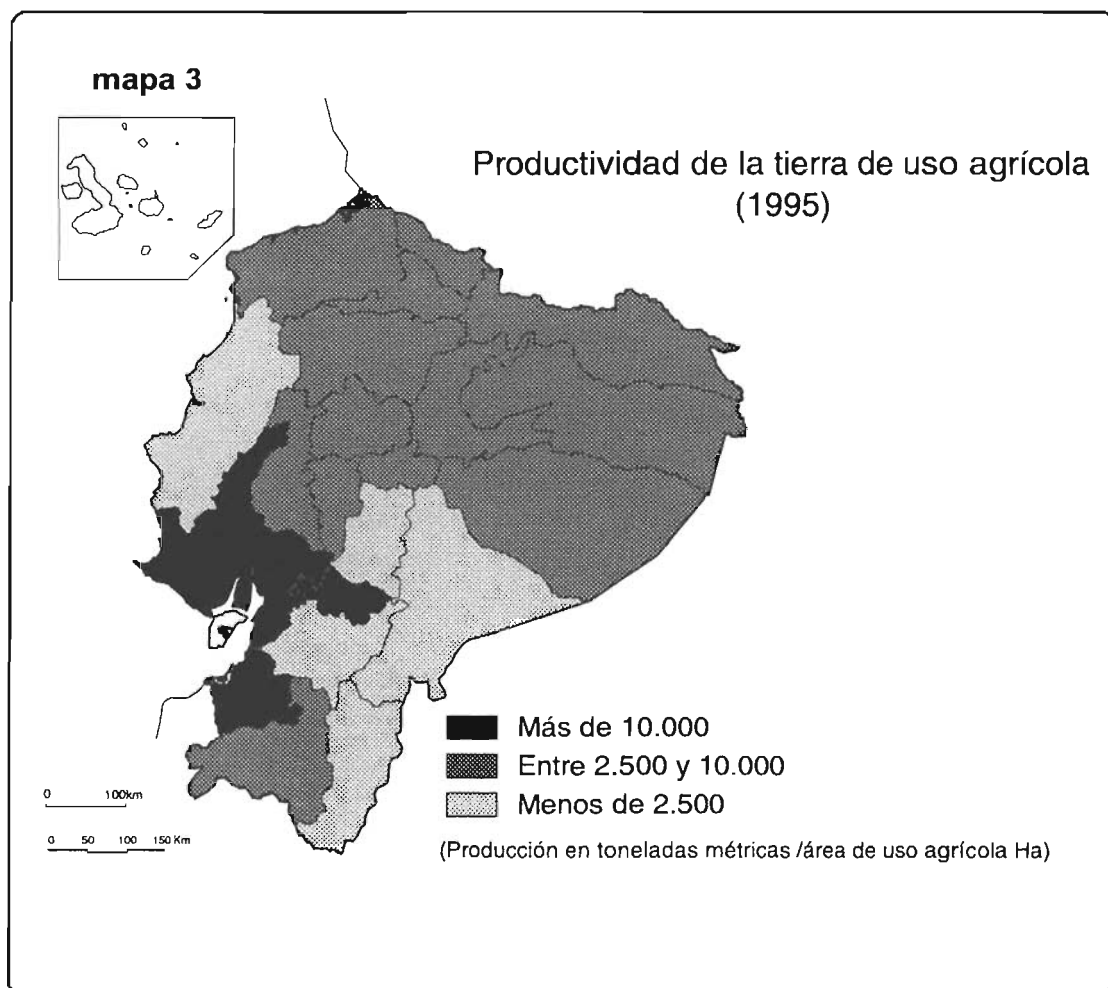 mapa 3
Productividad de la tierra de uso agrícola
(1995)
Más de 10.000
Entre 2.500 y 10.000
Menos de 2.500
(Producción en toneladas métricas /área de uso agrícola Ha)
0 100km
0 50 100 150 Km